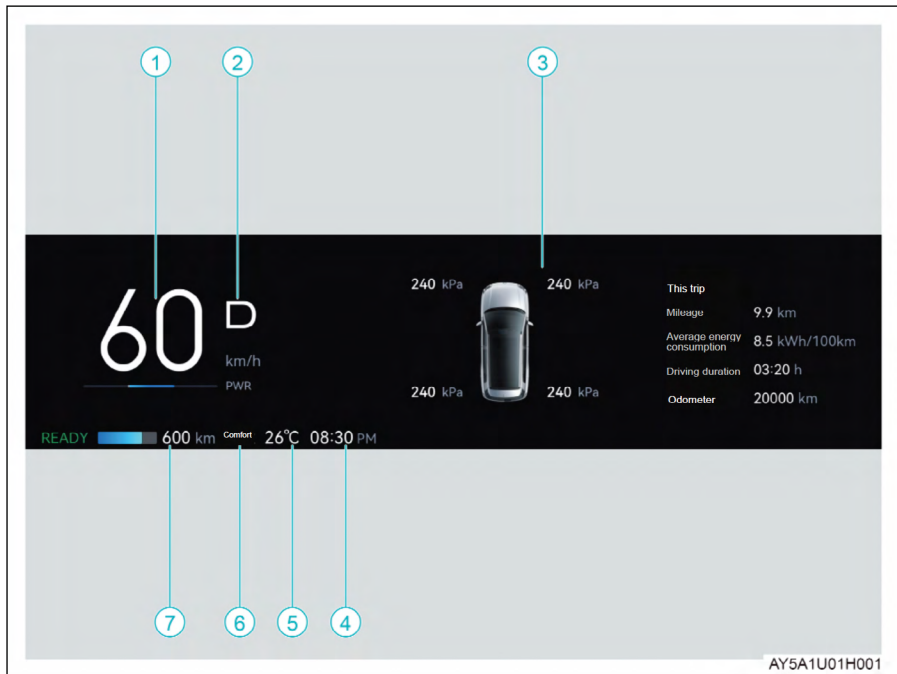 1 2 3
60 D
km/h
PWR
240 kPa 240 kPa
240 kPa 240 kPa
This trip
Mileage 9.9 km
Average energy
consumption 8.5 kWh/100km
Driving duration 03:20 h
Odometer 20000 km
READY 600 km Comfort 26℃ 08:30 PM
7 6 5 4
AY5A1U01H001